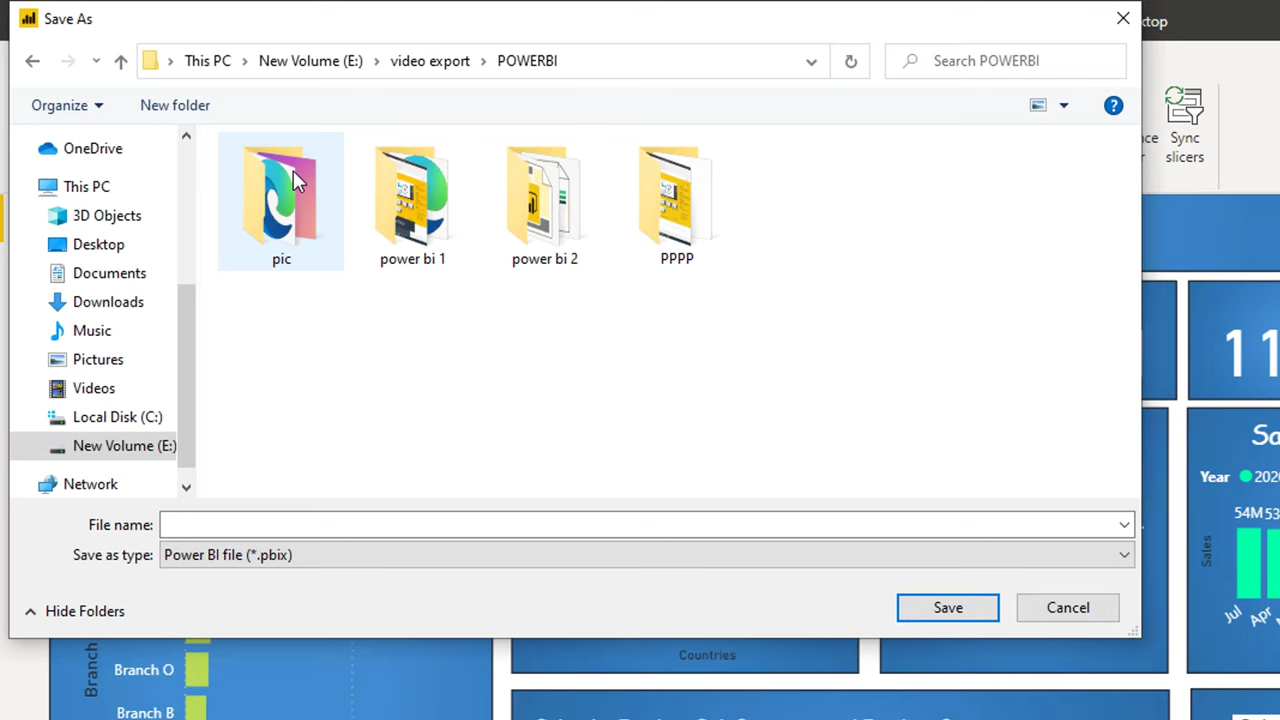 Save As
This PC
New Volume (E:)
video export
POWERBI
Search POWERBI
Organize
New folder
OneDrive
This PC
3D Objects
Desktop
Documents
Downloads
Music
Pictures
Videos
Local Disk (C:)
New Volume (E:)
Network
pic
power bi 1
power bi 2
PPPP
File name:
Save as type:
Power BI file (*.pbix)
Hide Folders
Save
Cancel
Sync
slicers
11
Year
54M
Sales
Jul
Apr
Branch
Branch O
Branch B
Countries